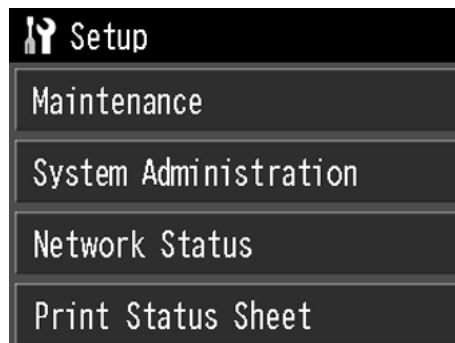 Setup
Maintenance
System Administration
Network Status
Print Status Sheet